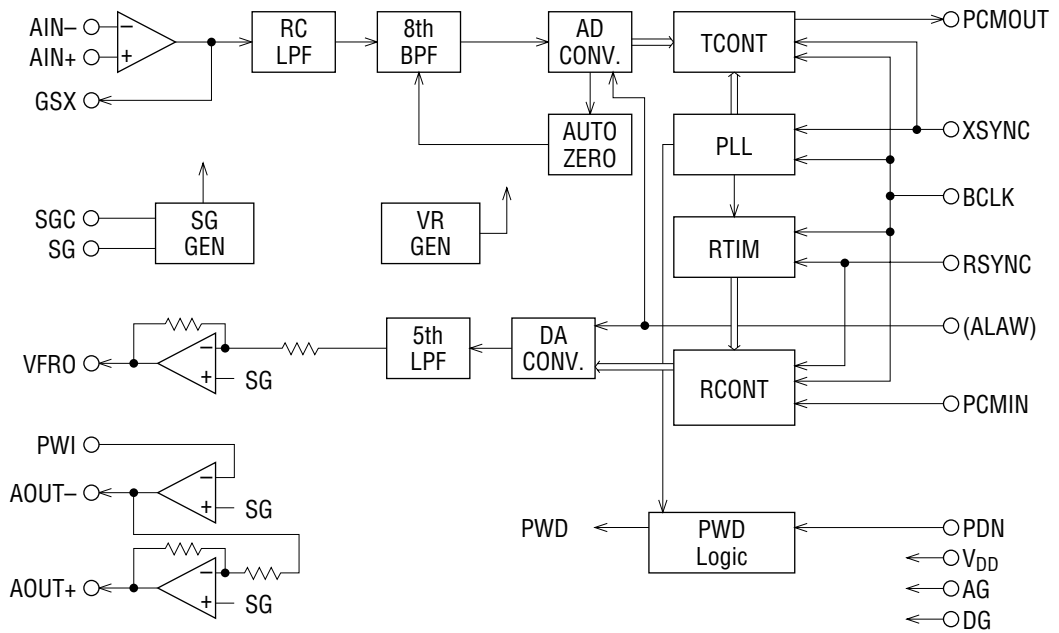 AIN–
AIN+
GSX
–
+
RC
LPF
8th
BPF
AD
CONV.
TCONT
PCMOUT
AUTO
ZERO
PLL
XSYNC
SGC
SG
SG
GEN
VR
GEN
RTIM
BCLK
RSYNC
VFRO
–
+
SG
5th
LPF
DA
CONV.
RCONT
(ALAW)
PCMIN
PWI
AOUT–
–
+
SG
AOUT+
–
+
SG
PWD
PWD
Logic
PDN
VDD
AG
DG